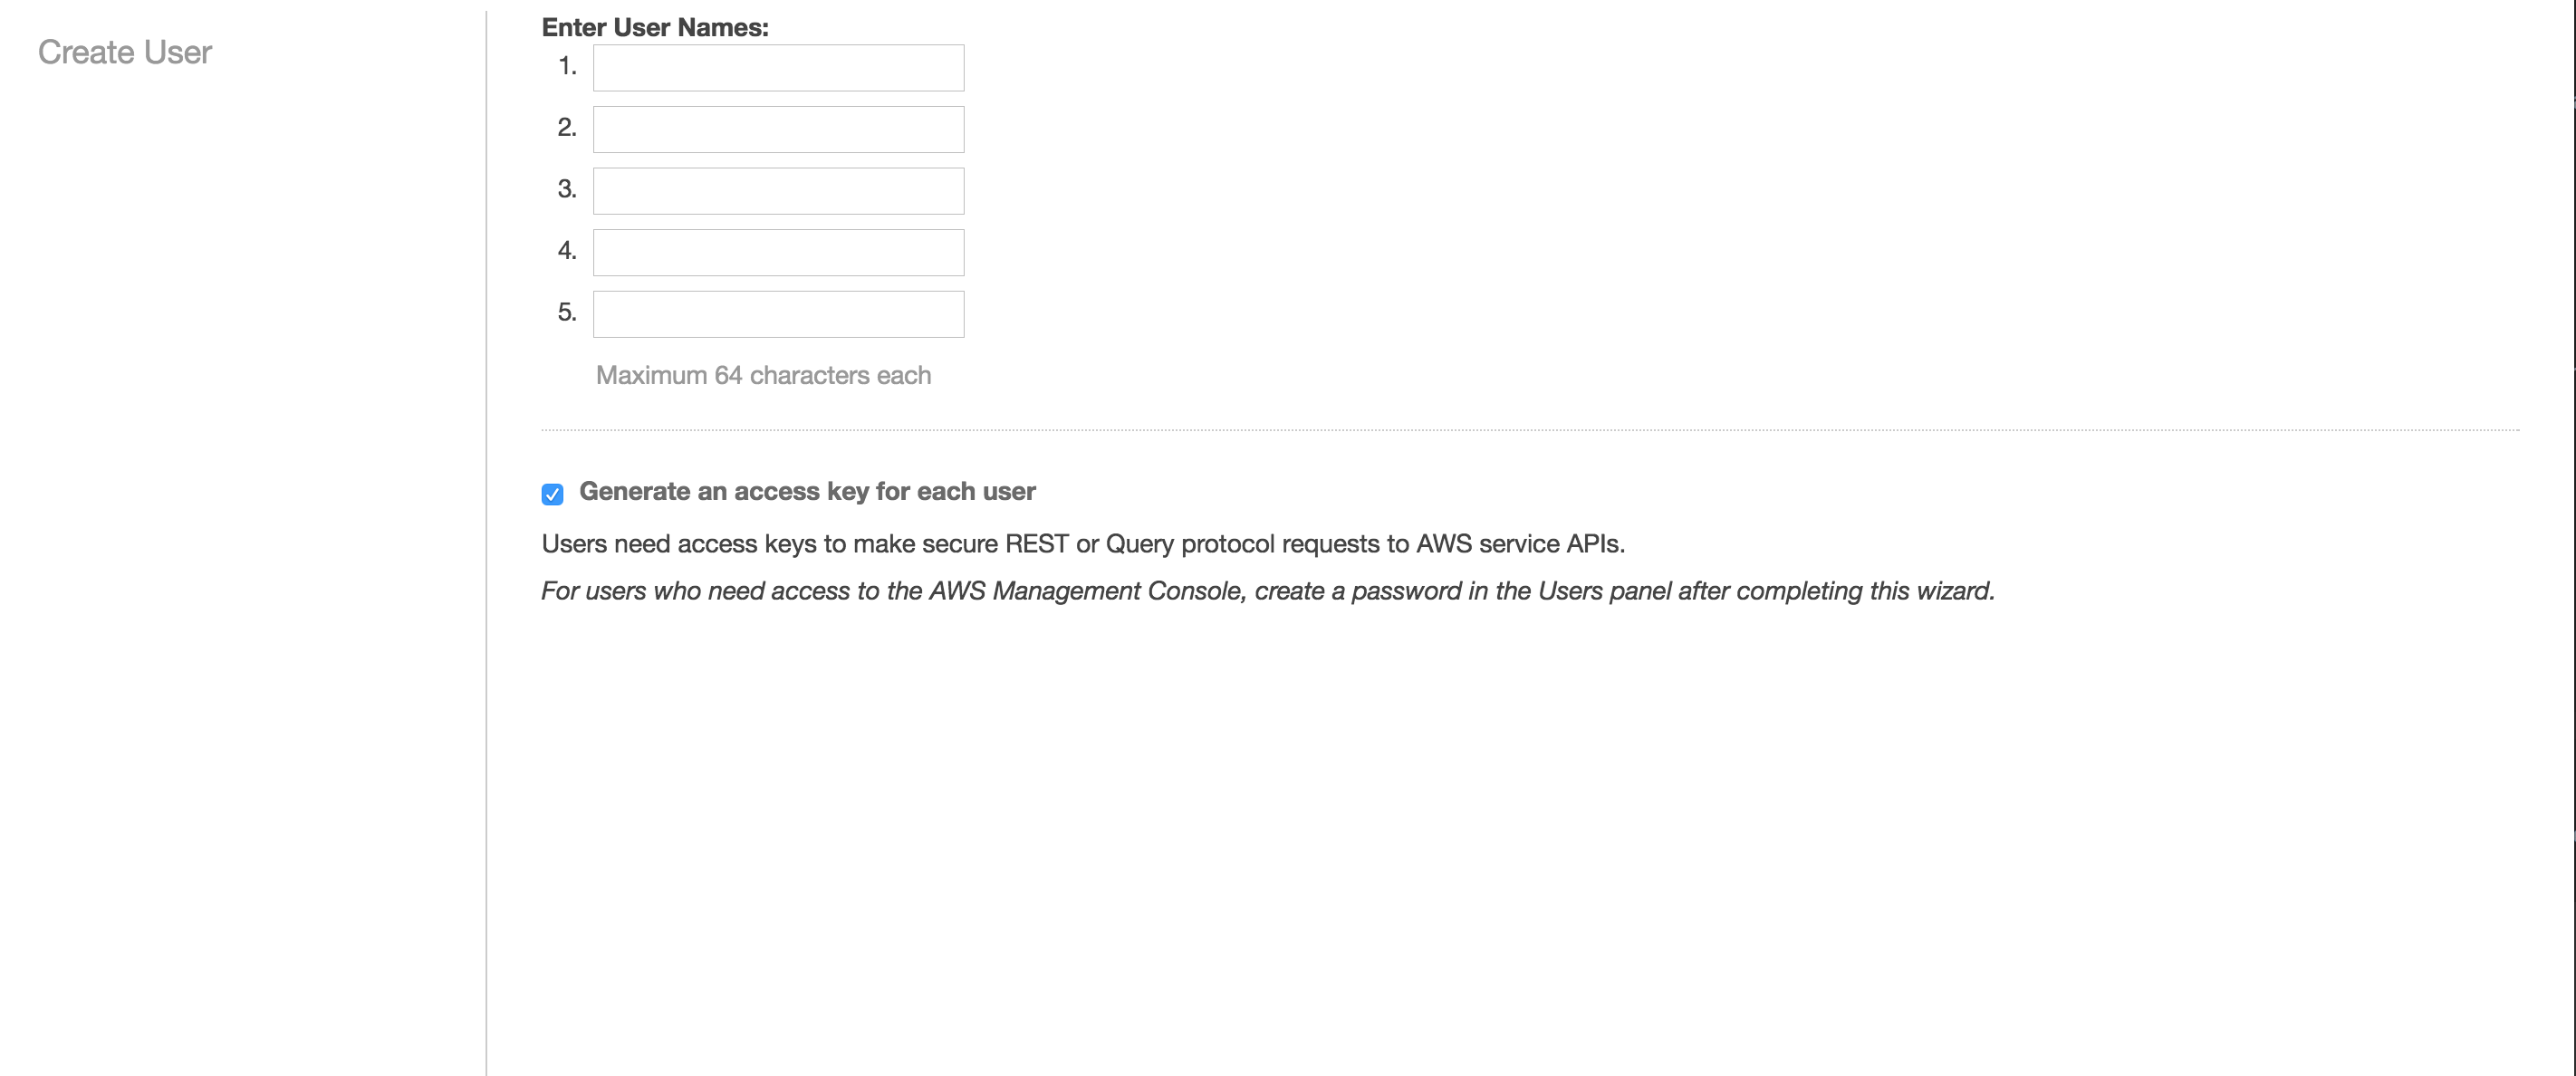 Create User
Enter User Names:
1.
2.
3.
4.
5.
Maximum 64 characters each
Generate an access key for each user
Users need access keys to make secure REST or Query protocol requests to AWS service APIs.
For users who need access to the AWS Management Console, create a password in the Users panel after completing this wizard.